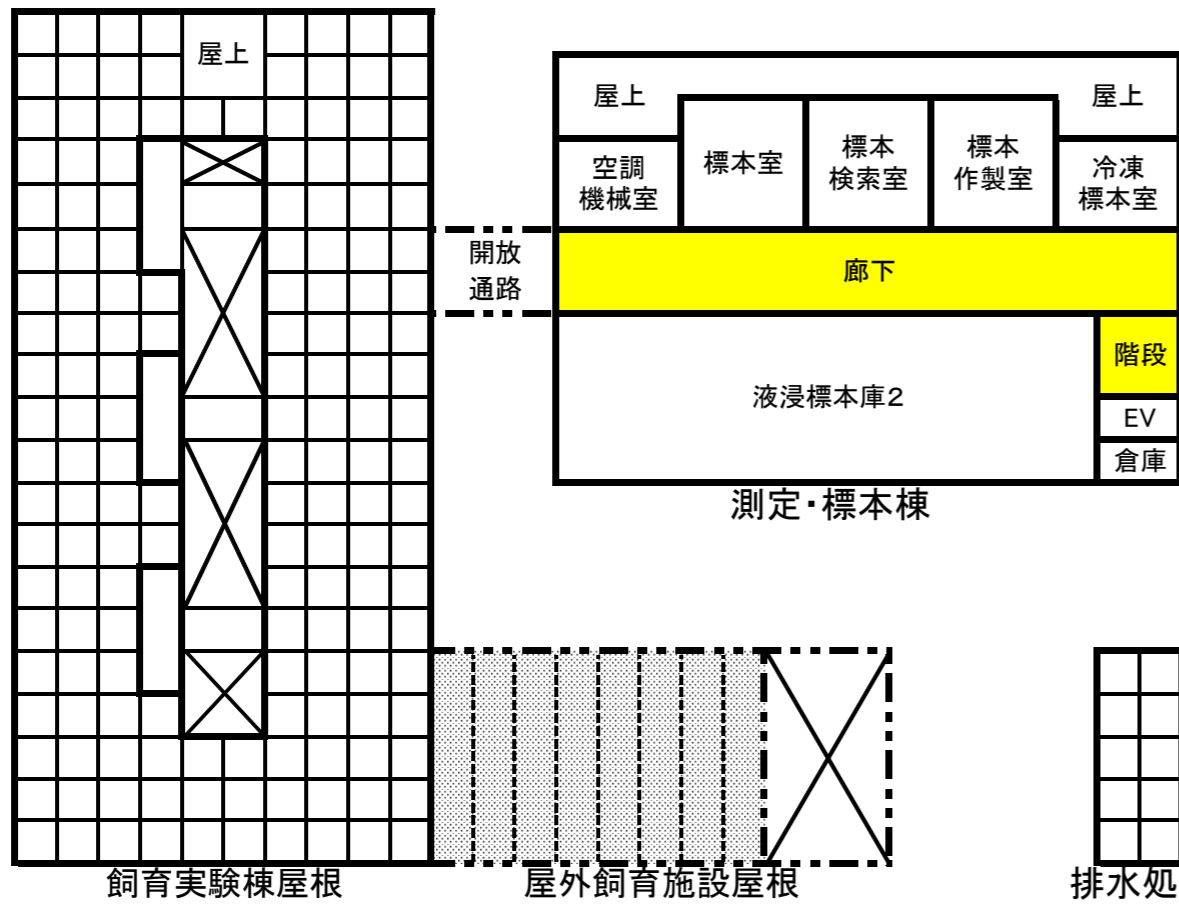 屋上
屋上
屋上
空調
機械室
標本室
標本
検索室
標本
作製室
冷凍
標本室
開放
通路
廊下
階段
液浸標本庫2
EV
倉庫
測定・標本棟
飼育実験棟屋根
屋外飼育施設屋根
排水処